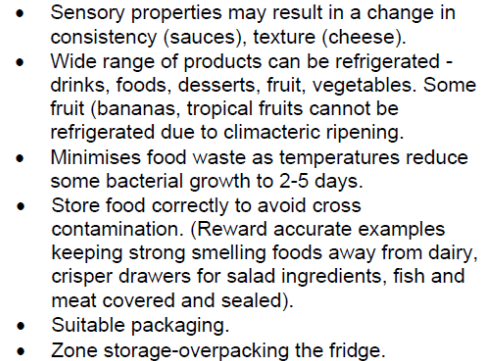 • Sensory properties may result in a change in
consistency (sauces), texture (cheese).
• Wide range of products can be refrigerated -
drinks, foods, desserts, fruit, vegetables. Some
fruit (bananas, tropical fruits cannot be
refrigerated due to climacteric ripening.
• Minimises food waste as temperatures reduce
some bacterial growth to 2-5 days.
• Store food correctly to avoid cross
contamination. (Reward accurate examples
keeping strong smelling foods away from dairy,
crisper drawers for salad ingredients, fish and
meat covered and sealed).
• Suitable packaging.
• Zone storage-overpacking the fridge.